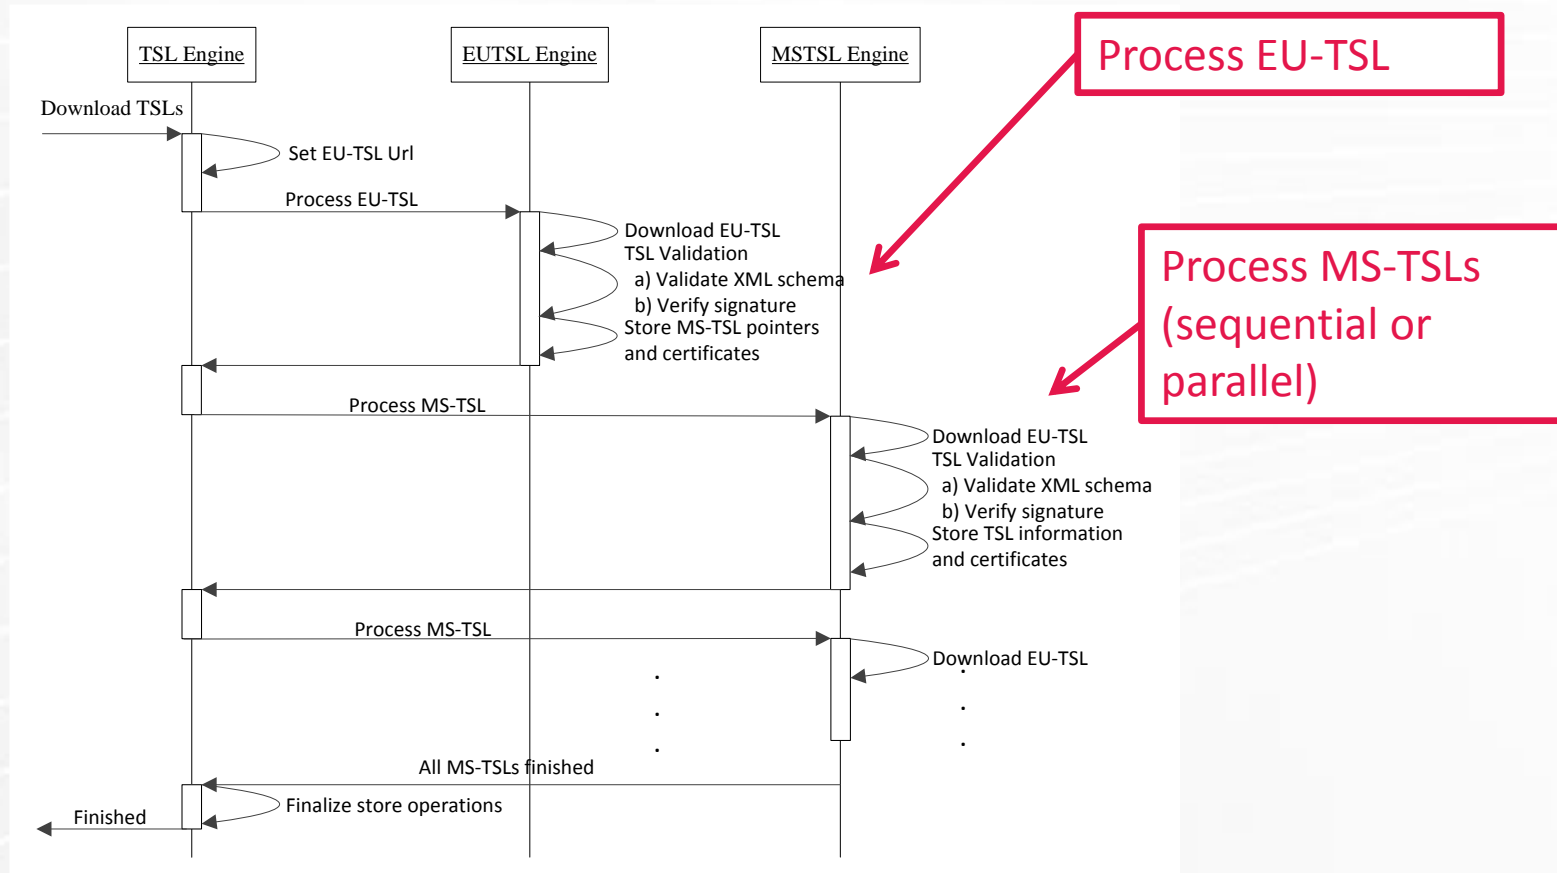 TSL Engine
EUTSL Engine
MSTSL Engine
Process EU-TSL
Download TSLs
Set EU-TSL Url
Process EU-TSL
Download EU-TSL
TSL Validation
a) Validate XML schema
b) Verify signature
Store MS-TSL pointers
and certificates
Process MS-TSLs
(sequential or
parallel)
Process MS-TSL
Download EU-TSL
TSL Validation
a) Validate XML schema
b) Verify signature
Store TSL information
and certificates
Process MS-TSL
Download EU-TSL
.
.
.
.
.
.
All MS-TSLs finished
Finalize store operations
Finished